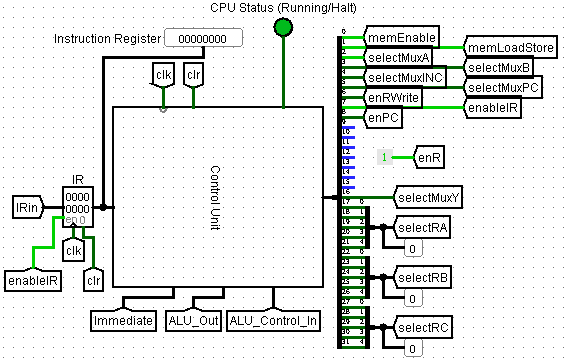 CPU Status (Running/Halt)
Instruction Register 00000000
clk
clr
Control Unit
IR
IRin
0000
0000
en 0
enableIR
clk
clr
Immediate
ALU_Out
ALU_Control_In
memEnable
memLoadStore
selectMuxA
selectMuxB
selectMuxINC
selectMuxPC
enRWrite
enableIR
enPC
1
enR
selectMuxY
selectRA
0
selectRB
0
selectRC
0